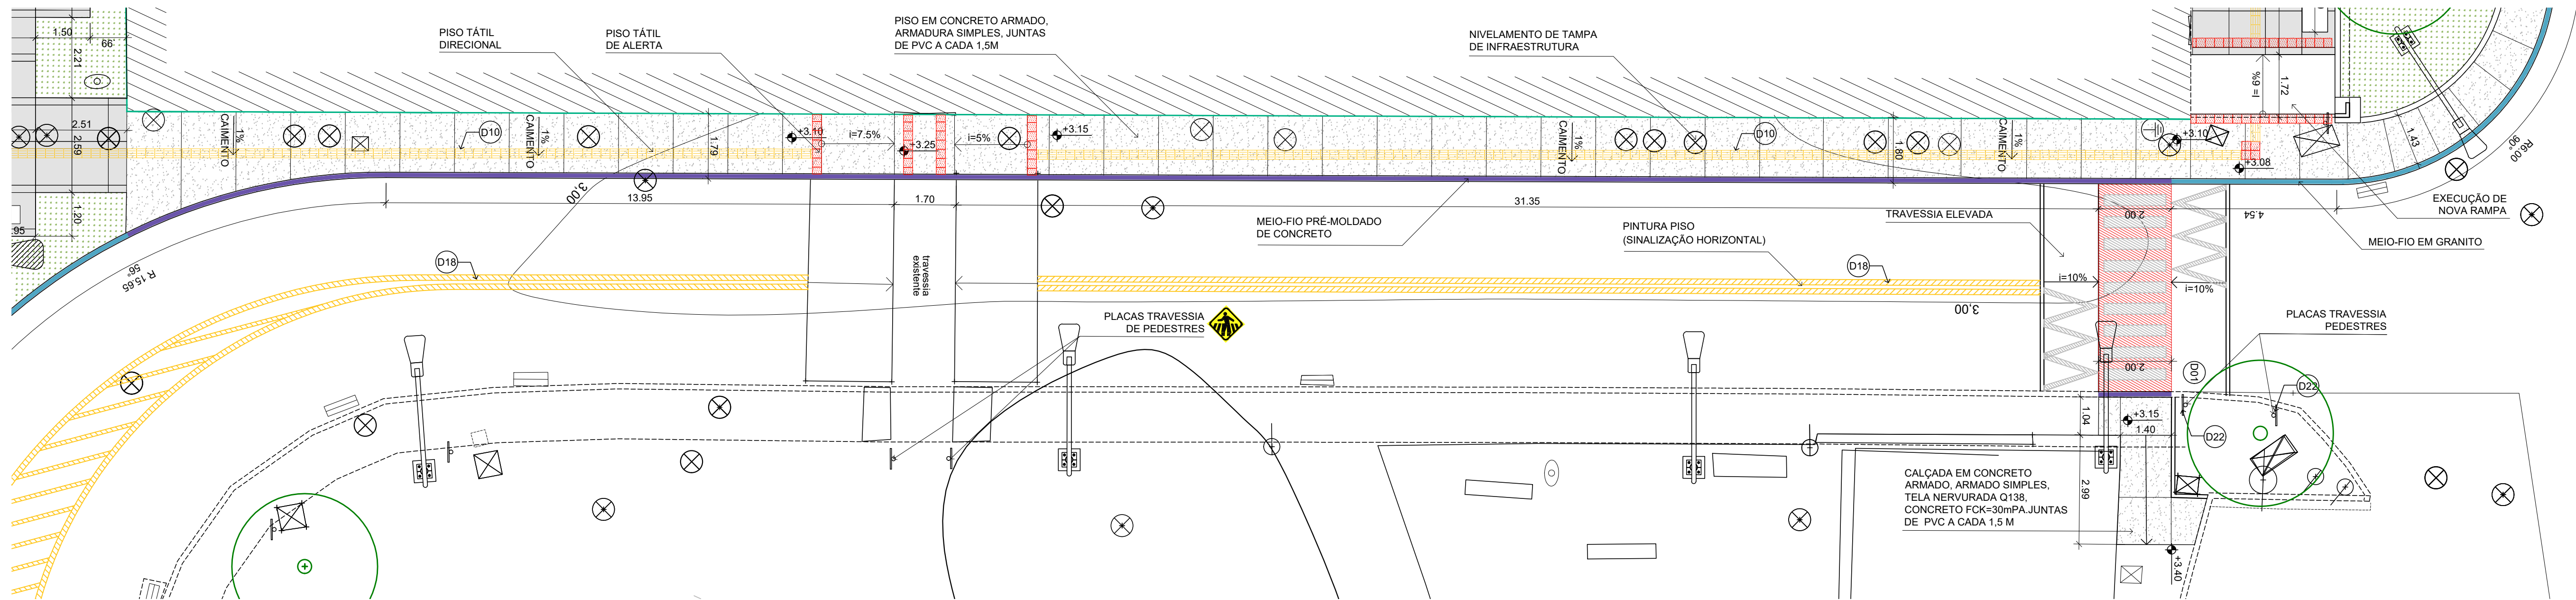 1.50
66
2.21
2.51
2.59
1.20
95
R 15.65
56°
PISO TÁTIL
DIRECIONAL
PISO TÁTIL
DE ALERTA
PISO EM CONCRETO ARMADO,
ARMADURA SIMPLES, JUNTAS
DE PVC A CADA 1,5M
NIVELAMENTO DE TAMPA
DE INFRAESTRUTURA
1%
CAIMENTO
D10
1%
CAIMENTO
1.79
+3.10
i=7.5%
+3.25
i=5%
+3.15
1%
CAIMENTO
D10
1.80
1%
CAIMENTO
+3.10
+3.08
I= 6%
1.72
1.43
R6.00
90°
3.00
13.95
1.70
31.35
2.00
4.54
MEIO-FIO PRÉ-MOLDADO
DE CONCRETO
PINTURA PISO
(SINALIZAÇÃO HORIZONTAL)
TRAVESSIA ELEVADA
EXECUÇÃO DE
NOVA RAMPA
MEIO-FIO EM GRANITO
D18
travessia
existente
D18
i=10%
i=10%
3,00
PLACAS TRAVESSIA
DE PEDESTRES
PLACAS TRAVESSIA
PEDESTRES
2.00
D01
D22
D22
1.04
+3.15
1.40
2.99
+3.40
CALÇADA EM CONCRETO
ARMADO, ARMADO SIMPLES,
TELA NERVURADA Q138,
CONCRETO FCK=30mPA.JUNTAS
DE PVC A CADA 1,5 M